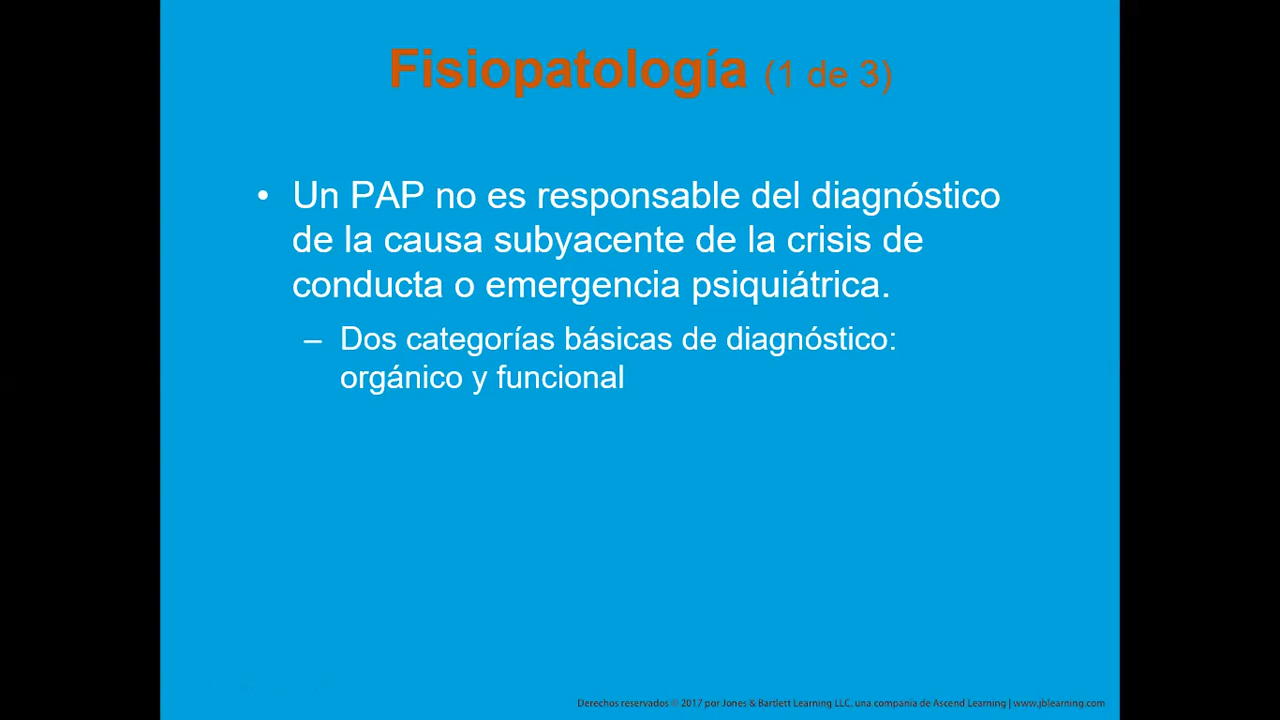 Fisiopatología (1 de 3)
• Un PAP no es responsable del diagnóstico
de la causa subyacente de la crisis de
conducta o emergencia psiquiátrica.
– Dos categorías básicas de diagnóstico:
orgánico y funcional
Derechos reservados © 2017 por Jones & Bartlett Learning LLC, una compañía de Ascend Learning | www.jblearning.com